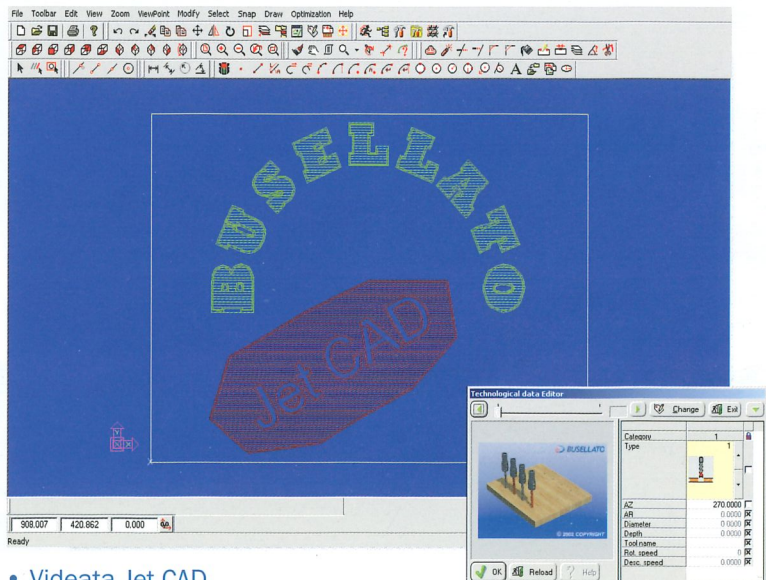 File Toolbar Edit View Zoom ViewPoint Modify Select Snap Draw Optimization Help
BUSELLATO
Jet CAD
Technological data Editor
Change Exit
Category 1
Type 1
BUSELLATO
AZ 270.0000
AR 0.0000
Diameter 0.0000
Depth 0.0000
© 2002 COPYRIGHT
Tool name
Rot. speed 0
Desc. speed 0.0000
OK Reload Help
908.007 420.862 0.000
Ready
• Videata Jet CAD